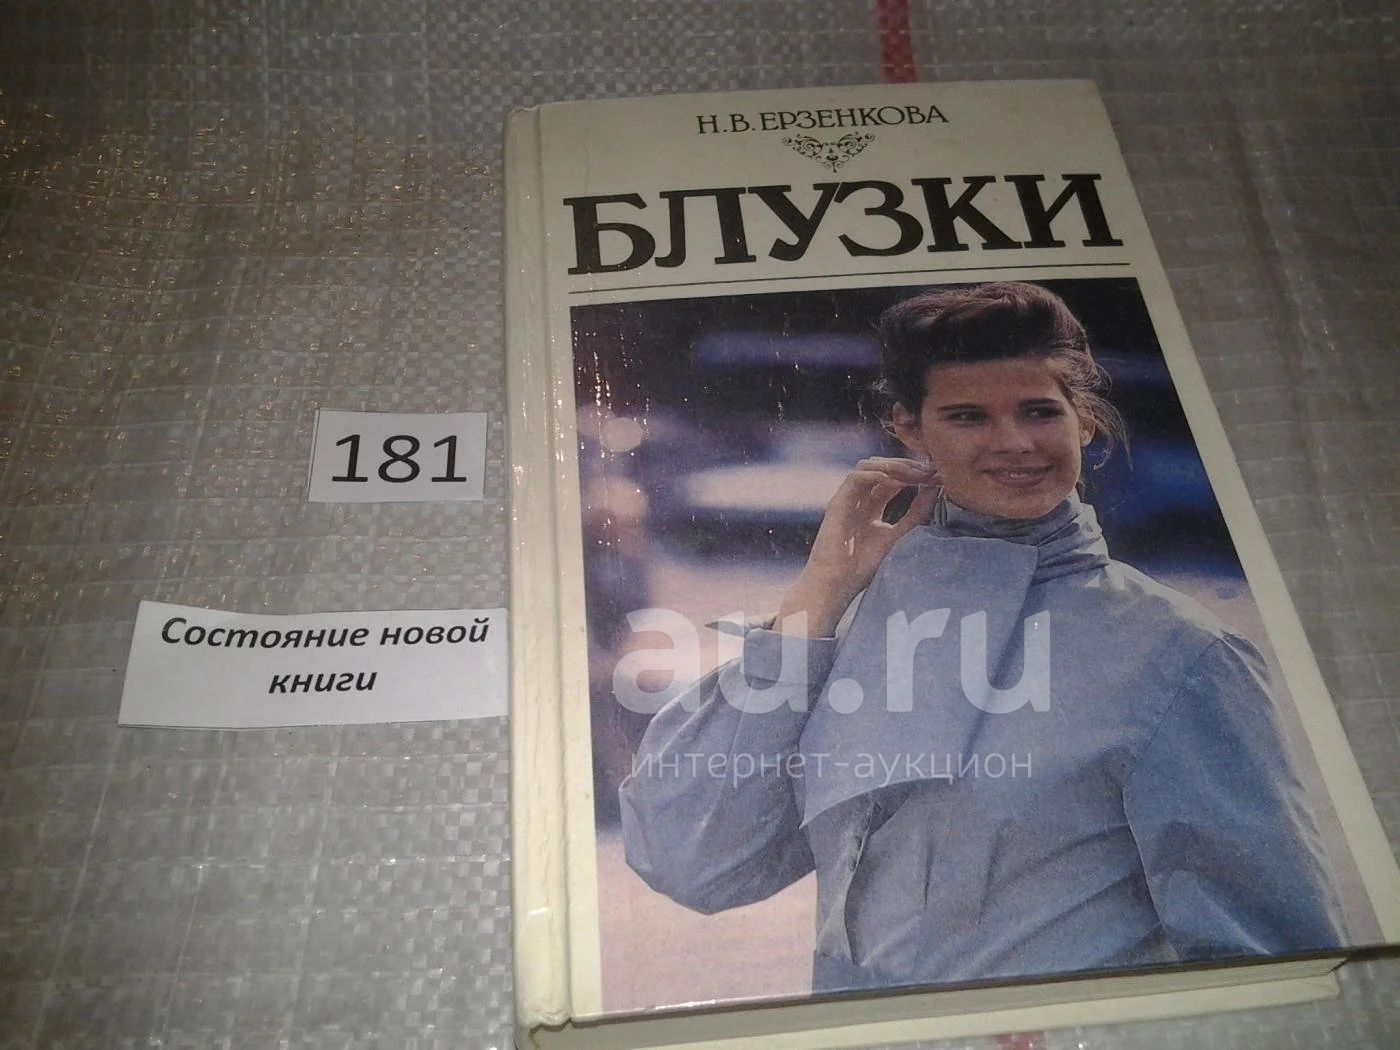 Н.В.ЕРЗЕНКОВА
БЛУЗКИ
181
Состояние новой
книги
au.ru
интернет-аукцион